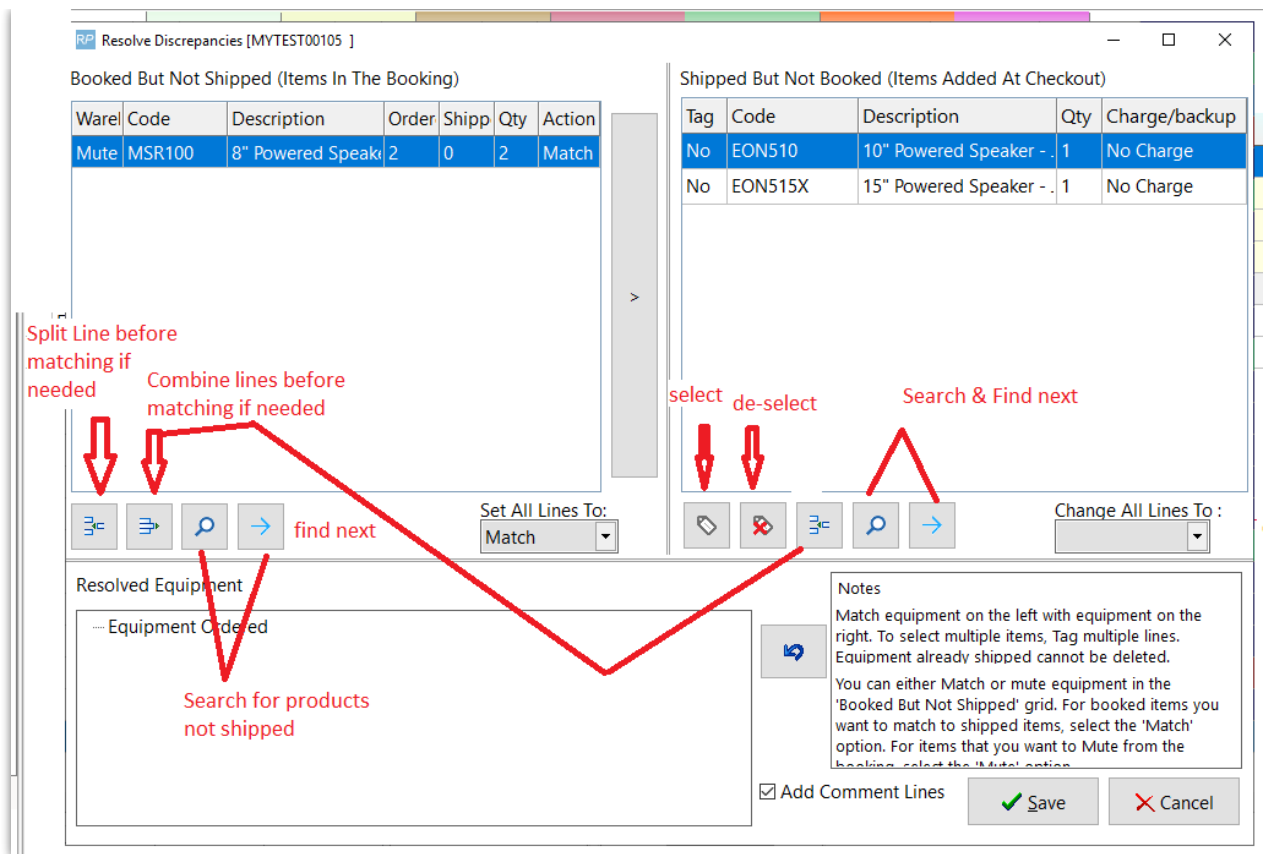 RP Resolve Discrepancies [MYTEST00105 ]
Booked But Not Shipped (Items In The Booking)
Warel Code Description Order Shipp Qty Action
Mute MSR100 8" Powered Speake 2 0 2 Match
>
Shipped But Not Booked (Items Added At Checkout)
Tag Code Description Qty Charge/backup
No EON510 10" Powered Speaker - . 1 No Charge
No EON515X 15" Powered Speaker - . 1 No Charge
Split Line before
matching if
needed
Combine lines before
matching if needed
select
de-select
Search & Find next
find next
Set All Lines To:
Match
Change All Lines To :
Resolved Equipment
Equipment Ordered
Search for products
not shipped
Notes
Match equipment on the left with equipment on the
right. To select multiple items, Tag multiple lines.
Equipment already shipped cannot be deleted.
You can either Match or mute equipment in the
'Booked But Not Shipped' grid. For booked items you
want to match to shipped items, select the 'Match'
option. For items that you want to Mute from the
booking, select the 'Mute' option
Add Comment Lines
Save
Cancel